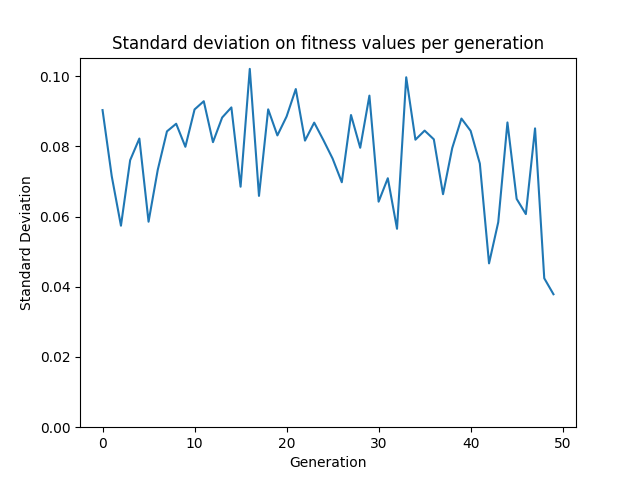 Standard deviation on fitness values per generation
0.10
0.08
0.06
0.04
0.02
0.00
Standard Deviation
0 10 20 30 40 50
Generation